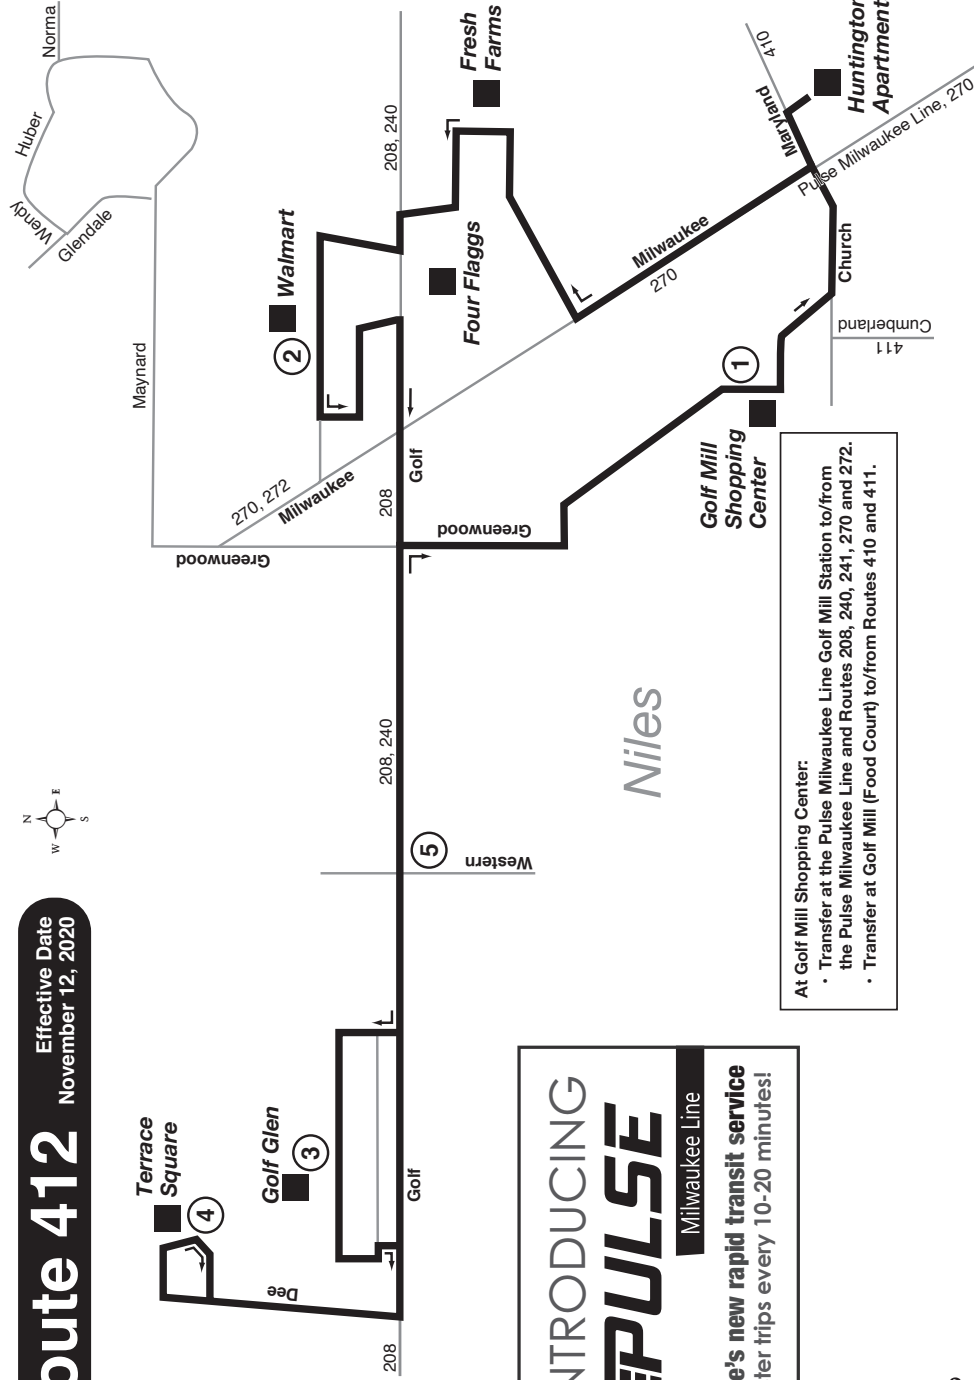 oute 412
Effective Date
November 12, 2020
N
W
E
S
Norma
Huber
Wendy
Glendale
Maynard
Greenwood
270, 272
Milwaukee
2
Walmart
208, 240
Fresh
Farms
Four Flaggs
Golf
208
Greenwood
Milwaukee
270
410
Maryland
Huntington
Apartment
Pulse Milwaukee Line, 270
Church
Cumberland
411
1
Golf Mill
Shopping
Center
Terrace
Square
4
Golf Glen
3
Dee
Golf
208
208, 240
5
Western
Niles
At Golf Mill Shopping Center:
• Transfer at the Pulse Milwaukee Line Golf Mill Station to/from
the Pulse Milwaukee Line and Routes 208, 240, 241, 270 and 272.
• Transfer at Golf Mill (Food Court) to/from Routes 410 and 411.
NTRODUCING
PULSE
Milwaukee Line
e's new rapid transit service
ter trips every 10-20 minutes!